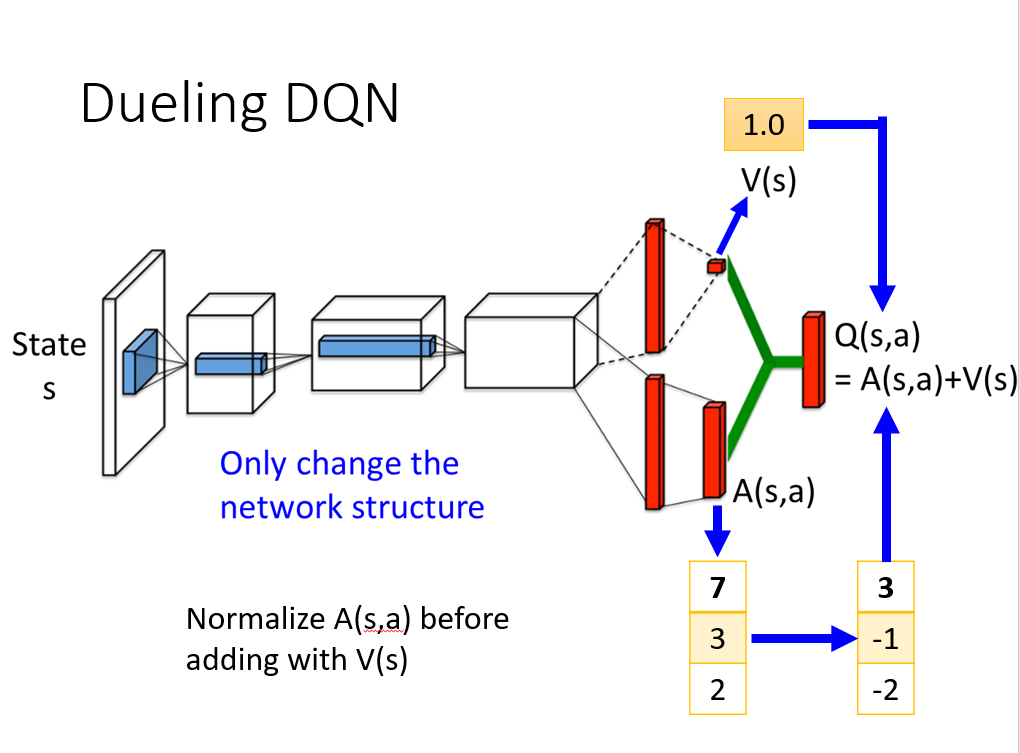 Dueling DQN
1.0
V(s)
State
s
Q(s,a)
= A(s,a)+V(s)
Only change the
network structure
A(s,a)
Normalize A(s,a) before
adding with V(s)
7
3
2
3
-1
-2